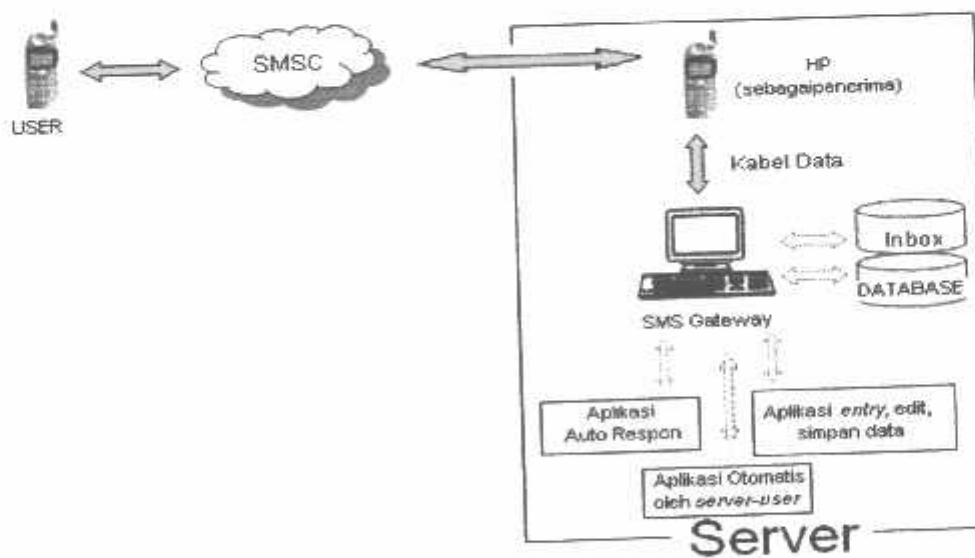 USER
SMSC
HP
(sebagaipanerima)
Kabel Data
Inbox
DATABASE
SMS Gateway
Aplikasi
Auto Respon
Aplikasi entry, edit,
simpan data
Aplikasi Otomatis
oleh server-user
Server